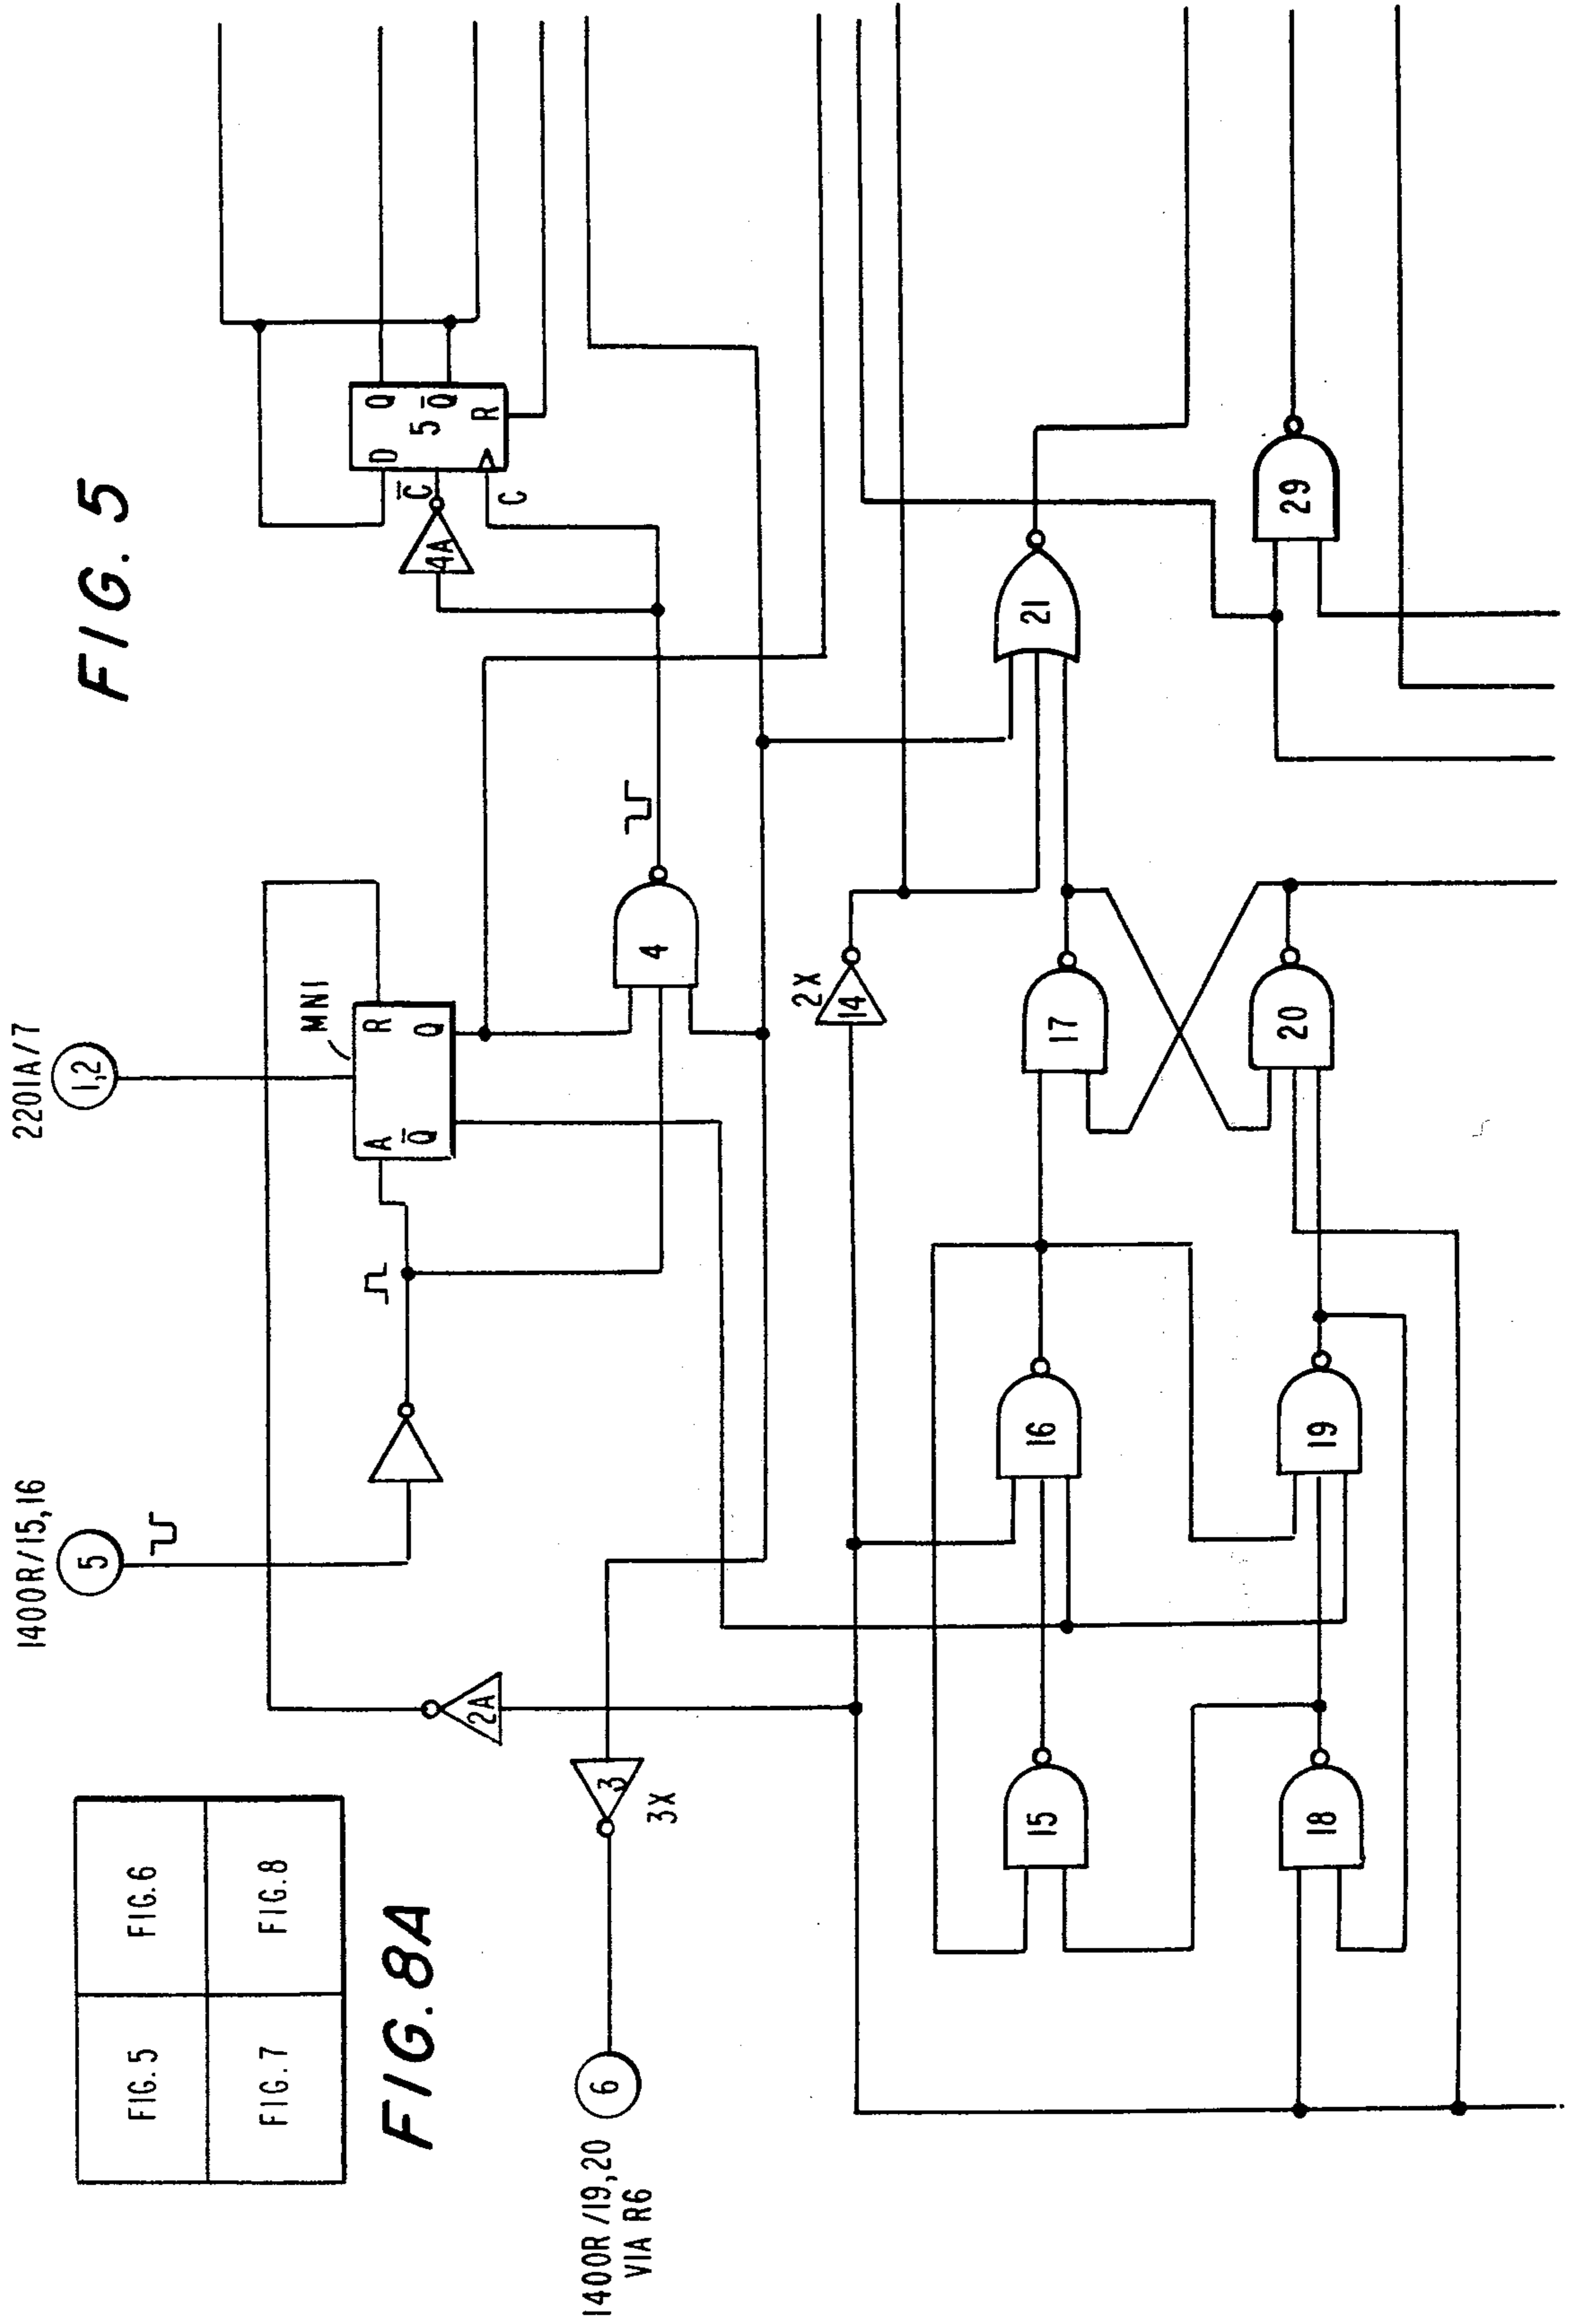 FIG. 5
1400R/15,16
5
2201A/7
1,2
MN1
A
R
Q̅
Q
2A
4
4A
C̅
C
D
Q
5
Q̅
R
3
3X
6
1400R/19,20
VIA R6
2X
14
15
16
17
21
18
19
20
29
FIG.5
FIG.6
FIG.7
FIG.8
FIG.8A